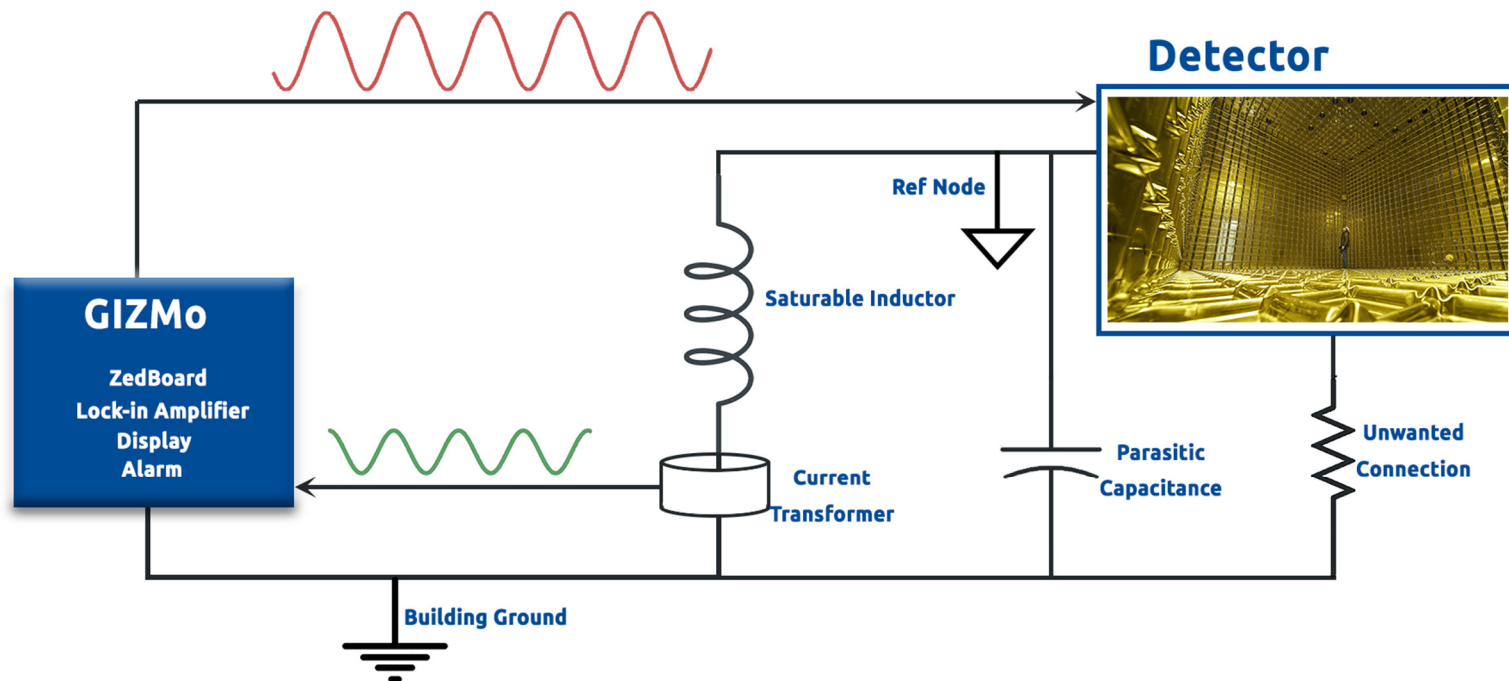 Detector
Ref Node
GIZMo
Saturable Inductor
ZedBoard
Lock-in Amplifier
Display
Alarm
Current
Transformer
Parasitic
Capacitance
Unwanted
Connection
Building Ground